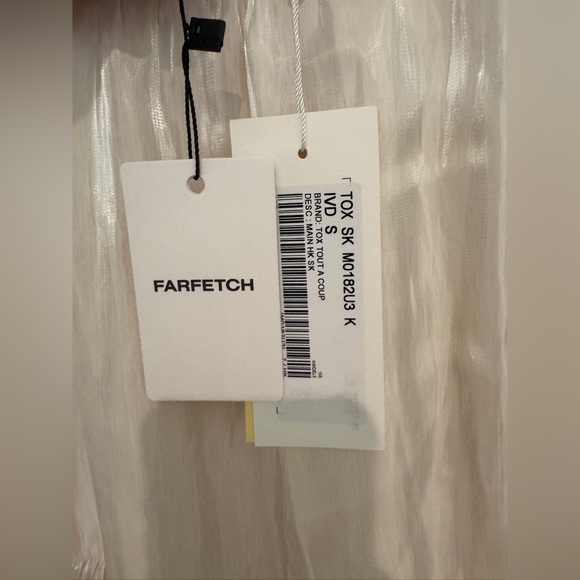 FARFETCH
TOX SK M0182U3 K
IVD S
BRAND: TOX TOUT A COUP
DESC : MAIN HK SK